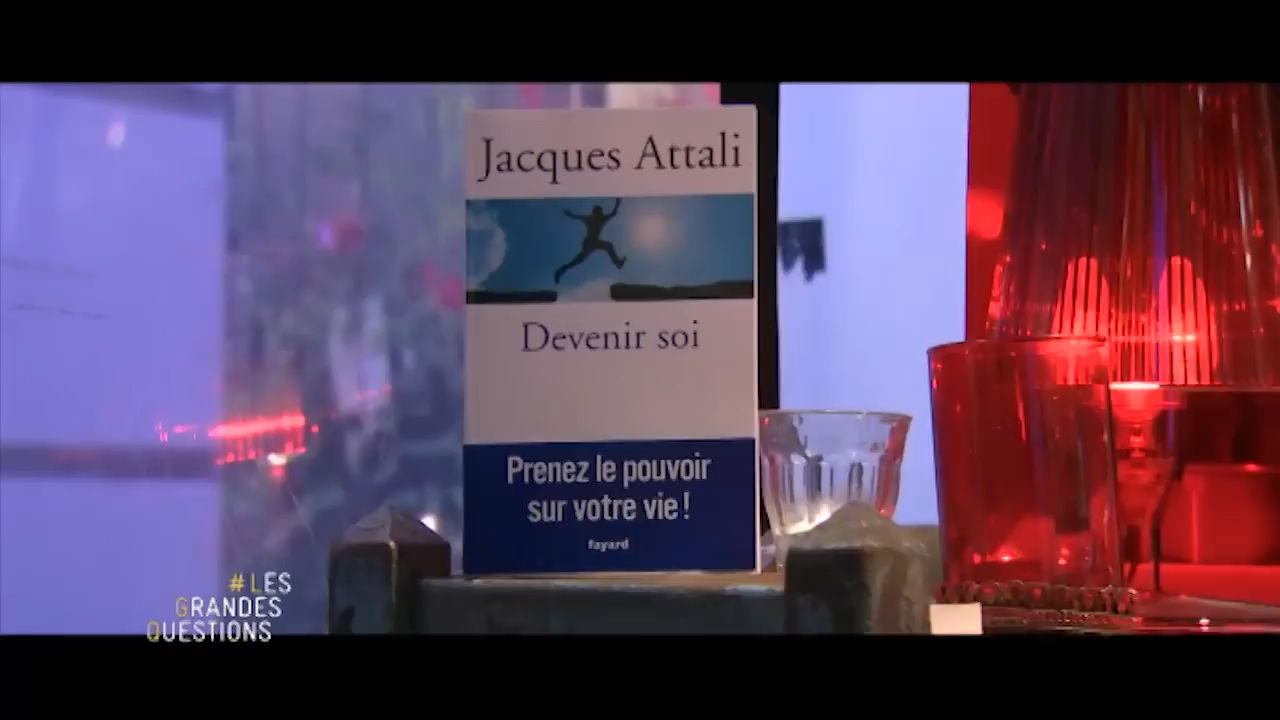 Jacques Attali
Devenir soi
Prenez le pouvoir
sur votre vie !
fayard
# LES
GRANDES
QUESTIONS